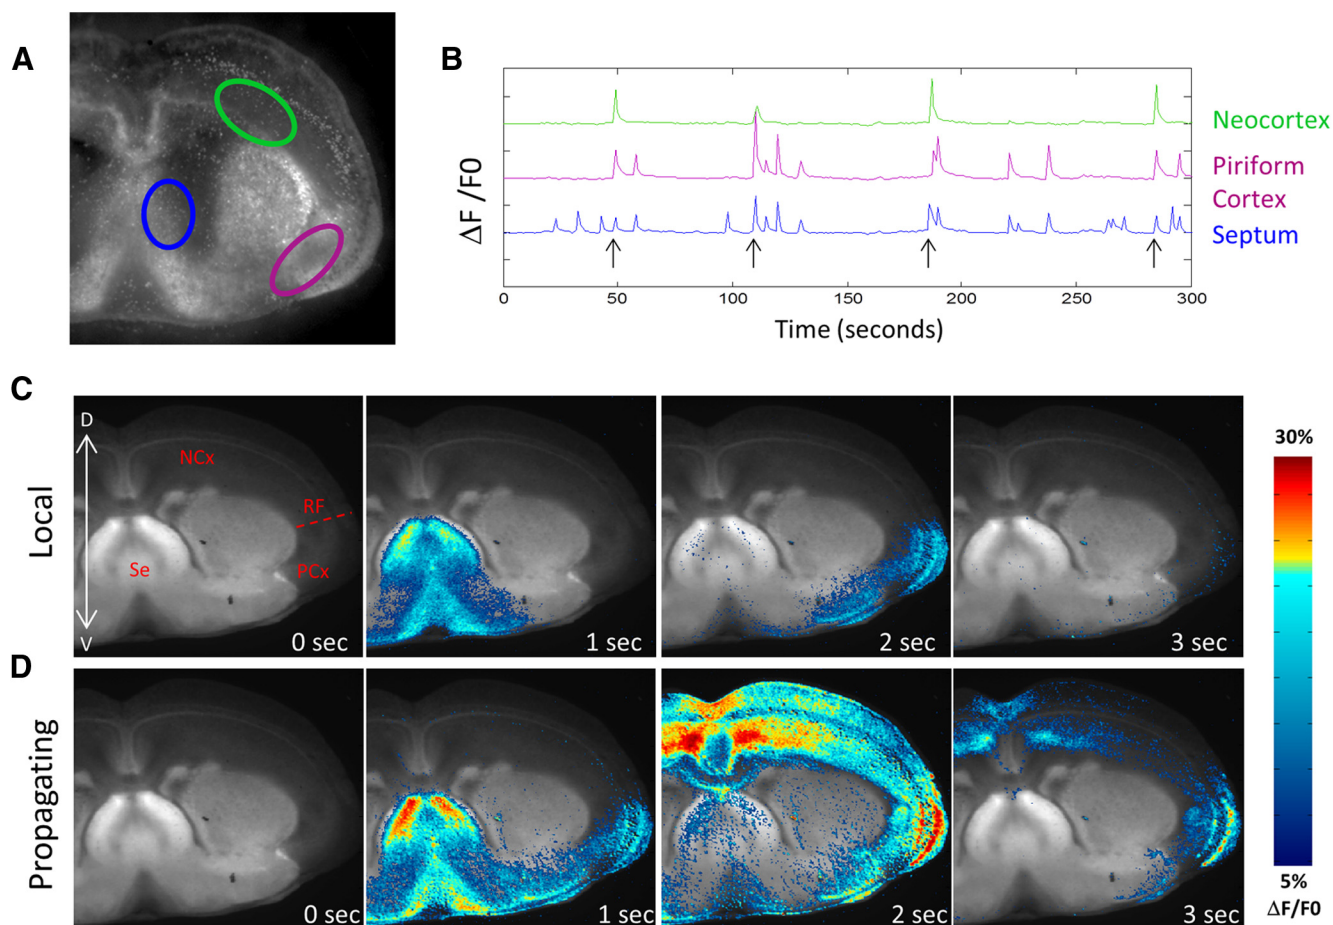 A
B
ΔF /F0
Neocortex
Piriform
Cortex
Septum
0
50
100
150
200
250
300
Time (seconds)
C
Local
D
V
NCx
RF
Se
PCx
0 sec
1 sec
2 sec
3 sec
30%
D
Propagating
0 sec
1 sec
2 sec
3 sec
5%
ΔF/F0